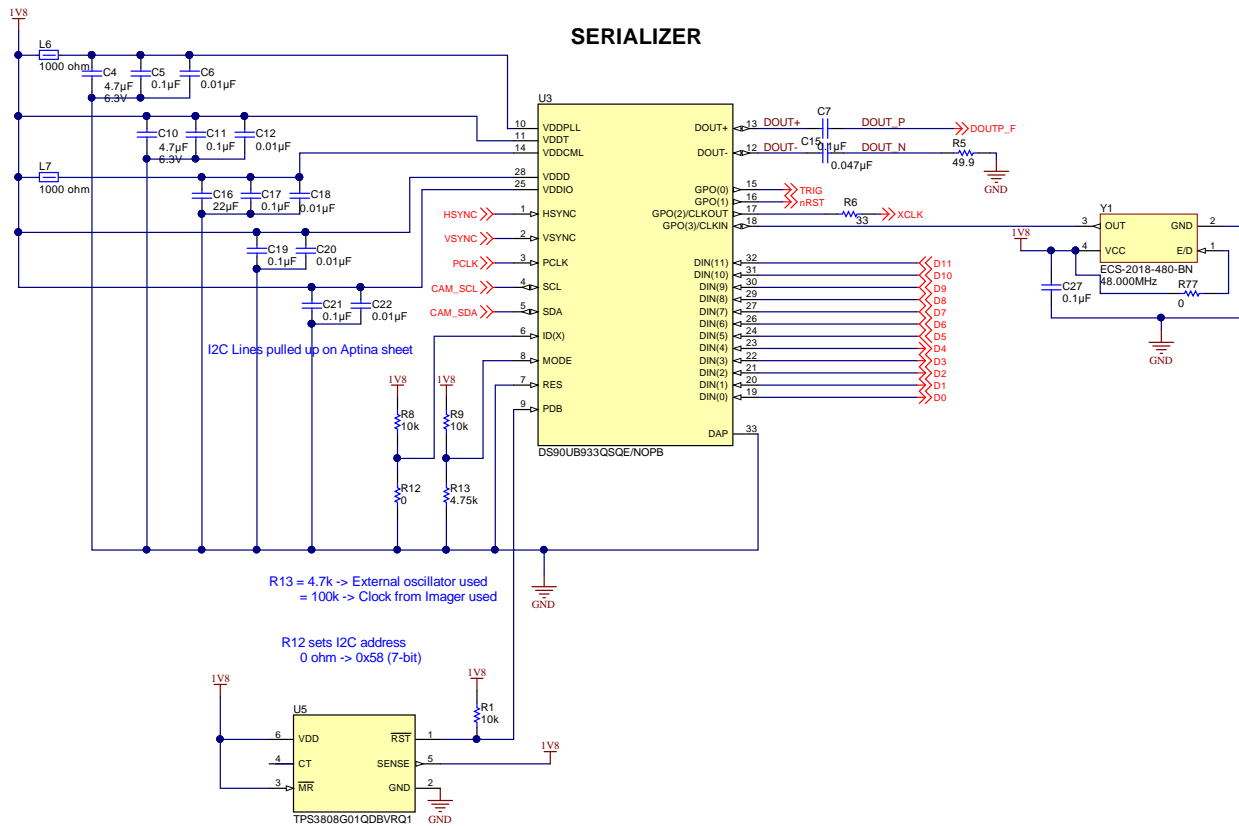 SERIALIZER
1V8
L6
1000 ohm
C4
4.7µF
6.3V
C5
0.1µF
C6
0.01µF
C10
4.7µF
6.3V
C11
0.1µF
C12
0.01µF
L7
1000 ohm
C16
22µF
C17
0.1µF
C18
0.01µF
C19
0.1µF
C20
0.01µF
C21
0.1µF
C22
0.01µF
I2C Lines pulled up on Aptina sheet
HSYNC
VSYNC
PCLK
CAM_SCL
CAM_SDA
U3
10 VDDPLL
11 VDDT
14 VDDCML
28 VDDD
25 VDDIO
1 HSYNC
2 VSYNC
3 PCLK
4 SCL
5 SDA
6 ID(X)
8 MODE
7 RES
9 PDB
DOUT+ 13
DOUT- 12
GPO(0) 15
GPO(1) 16
GPO(2)/CLKOUT 17
GPO(3)/CLKIN 18
DIN(11) 32
DIN(10) 31
DIN(9) 30
DIN(8) 29
DIN(7) 27
DIN(6) 26
DIN(5) 24
DIN(4) 23
DIN(3) 22
DIN(2) 21
DIN(1) 20
DIN(0) 19
DAP 33
DS90UB933QSQE/NOPB
DOUT+
C7
0.1µF
DOUT_P
DOUTP_F
DOUT-
C15
0.047µF
DOUT_N
R5
49.9
GND
TRIG
nRST
R6
33
XCLK
D11
D10
D9
D8
D7
D6
D5
D4
D3
D2
D1
D0
Y1
3 OUT
GND 2
4 VCC
E/D 1
ECS-2018-480-BN
48.000MHz
1V8
C27
0.1µF
R77
0
GND
1V8
R8
10k
R12
0
1V8
R9
10k
R13
4.75k
GND
R13 = 4.7k -> External oscillator used
= 100k -> Clock from Imager used
R12 sets I2C address
0 ohm -> 0x58 (7-bit)
1V8
U5
6 VDD
4 CT
3 MR
RST 1
SENSE 5
GND 2
TPS3808G01QDBVRQ1
1V8
R1
10k
1V8
GND